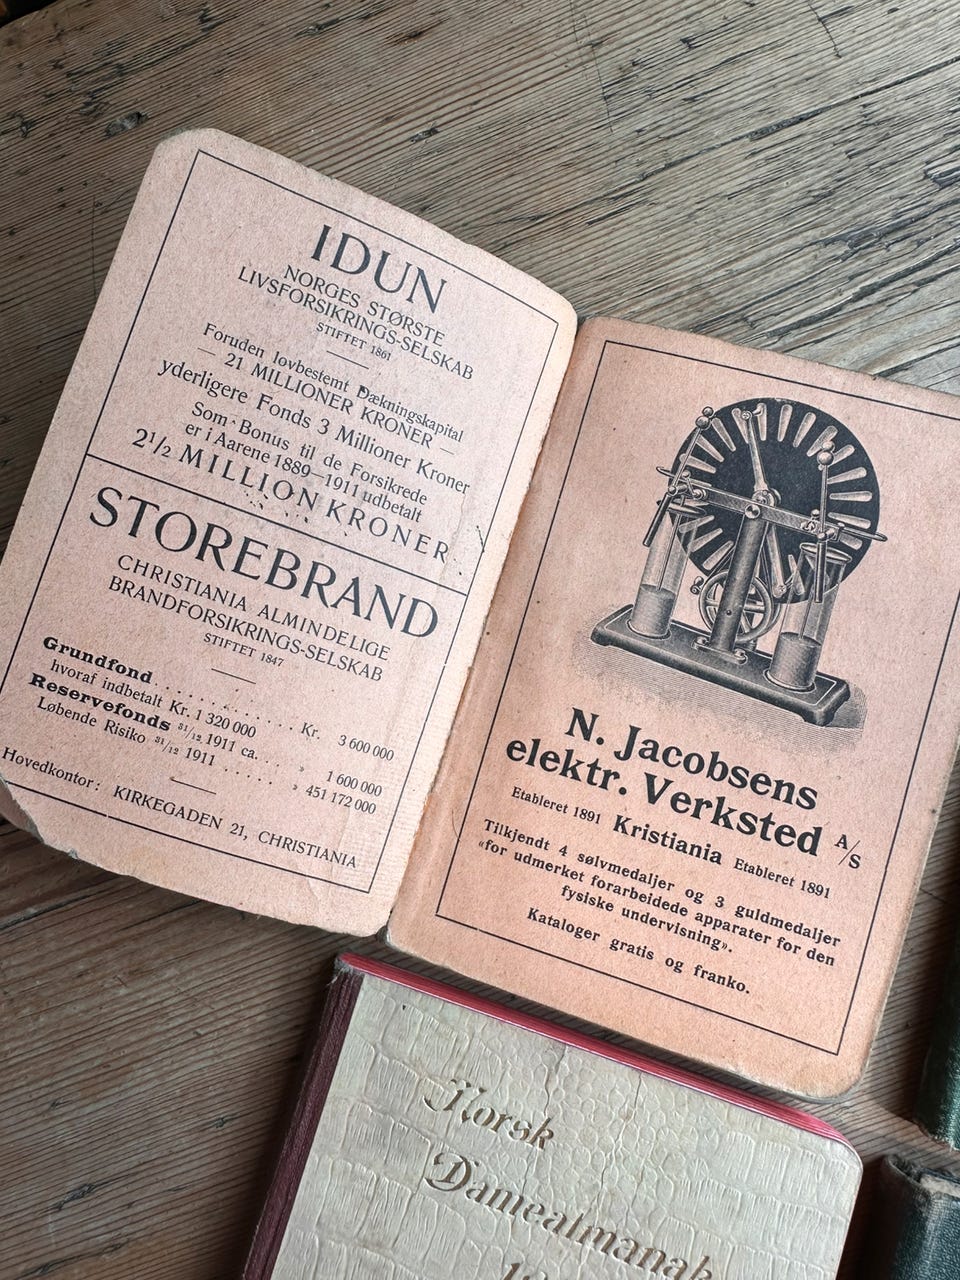 IDUN
NORGES STØRSTE
LIVSFORSIKRINGS-SELSKAB
STIFTET 1861
Foruden lovbestemt Dækningskapital
— 21 MILLIONER KRONER —
yderligere Fonds 3 Millioner Kroner
Som Bonus til de Forsikrede
er i Aarene 1889—1911 udbetalt
2½ MILLION KRONER
STOREBRAND
CHRISTIANIA ALMINDELIGE
BRANDFORSIKRINGS-SELSKAB
STIFTET 1847
Grundfond . . . . . . . . . . . . . Kr. 3 600 000
hvoraf indbetalt Kr. 1 320 000
Reservefonds 31/12 1911 ca. . . . » 1 600 000
Løbende Risiko 31/12 1911 . . . . . . » 451 172 000
Hovedkontor: KIRKEGADEN 21, CHRISTIANIA
N. Jacobsens
elektr. Verksted A/S
Etableret 1891 Kristiania Etableret 1891
Tilkjendt 4 sølvmedaljer og 3 guldmedaljer
«for udmerket forarbeidede apparater for den
fysiske undervisning».
Kataloger gratis og franko.
Norsk
Damealmanak